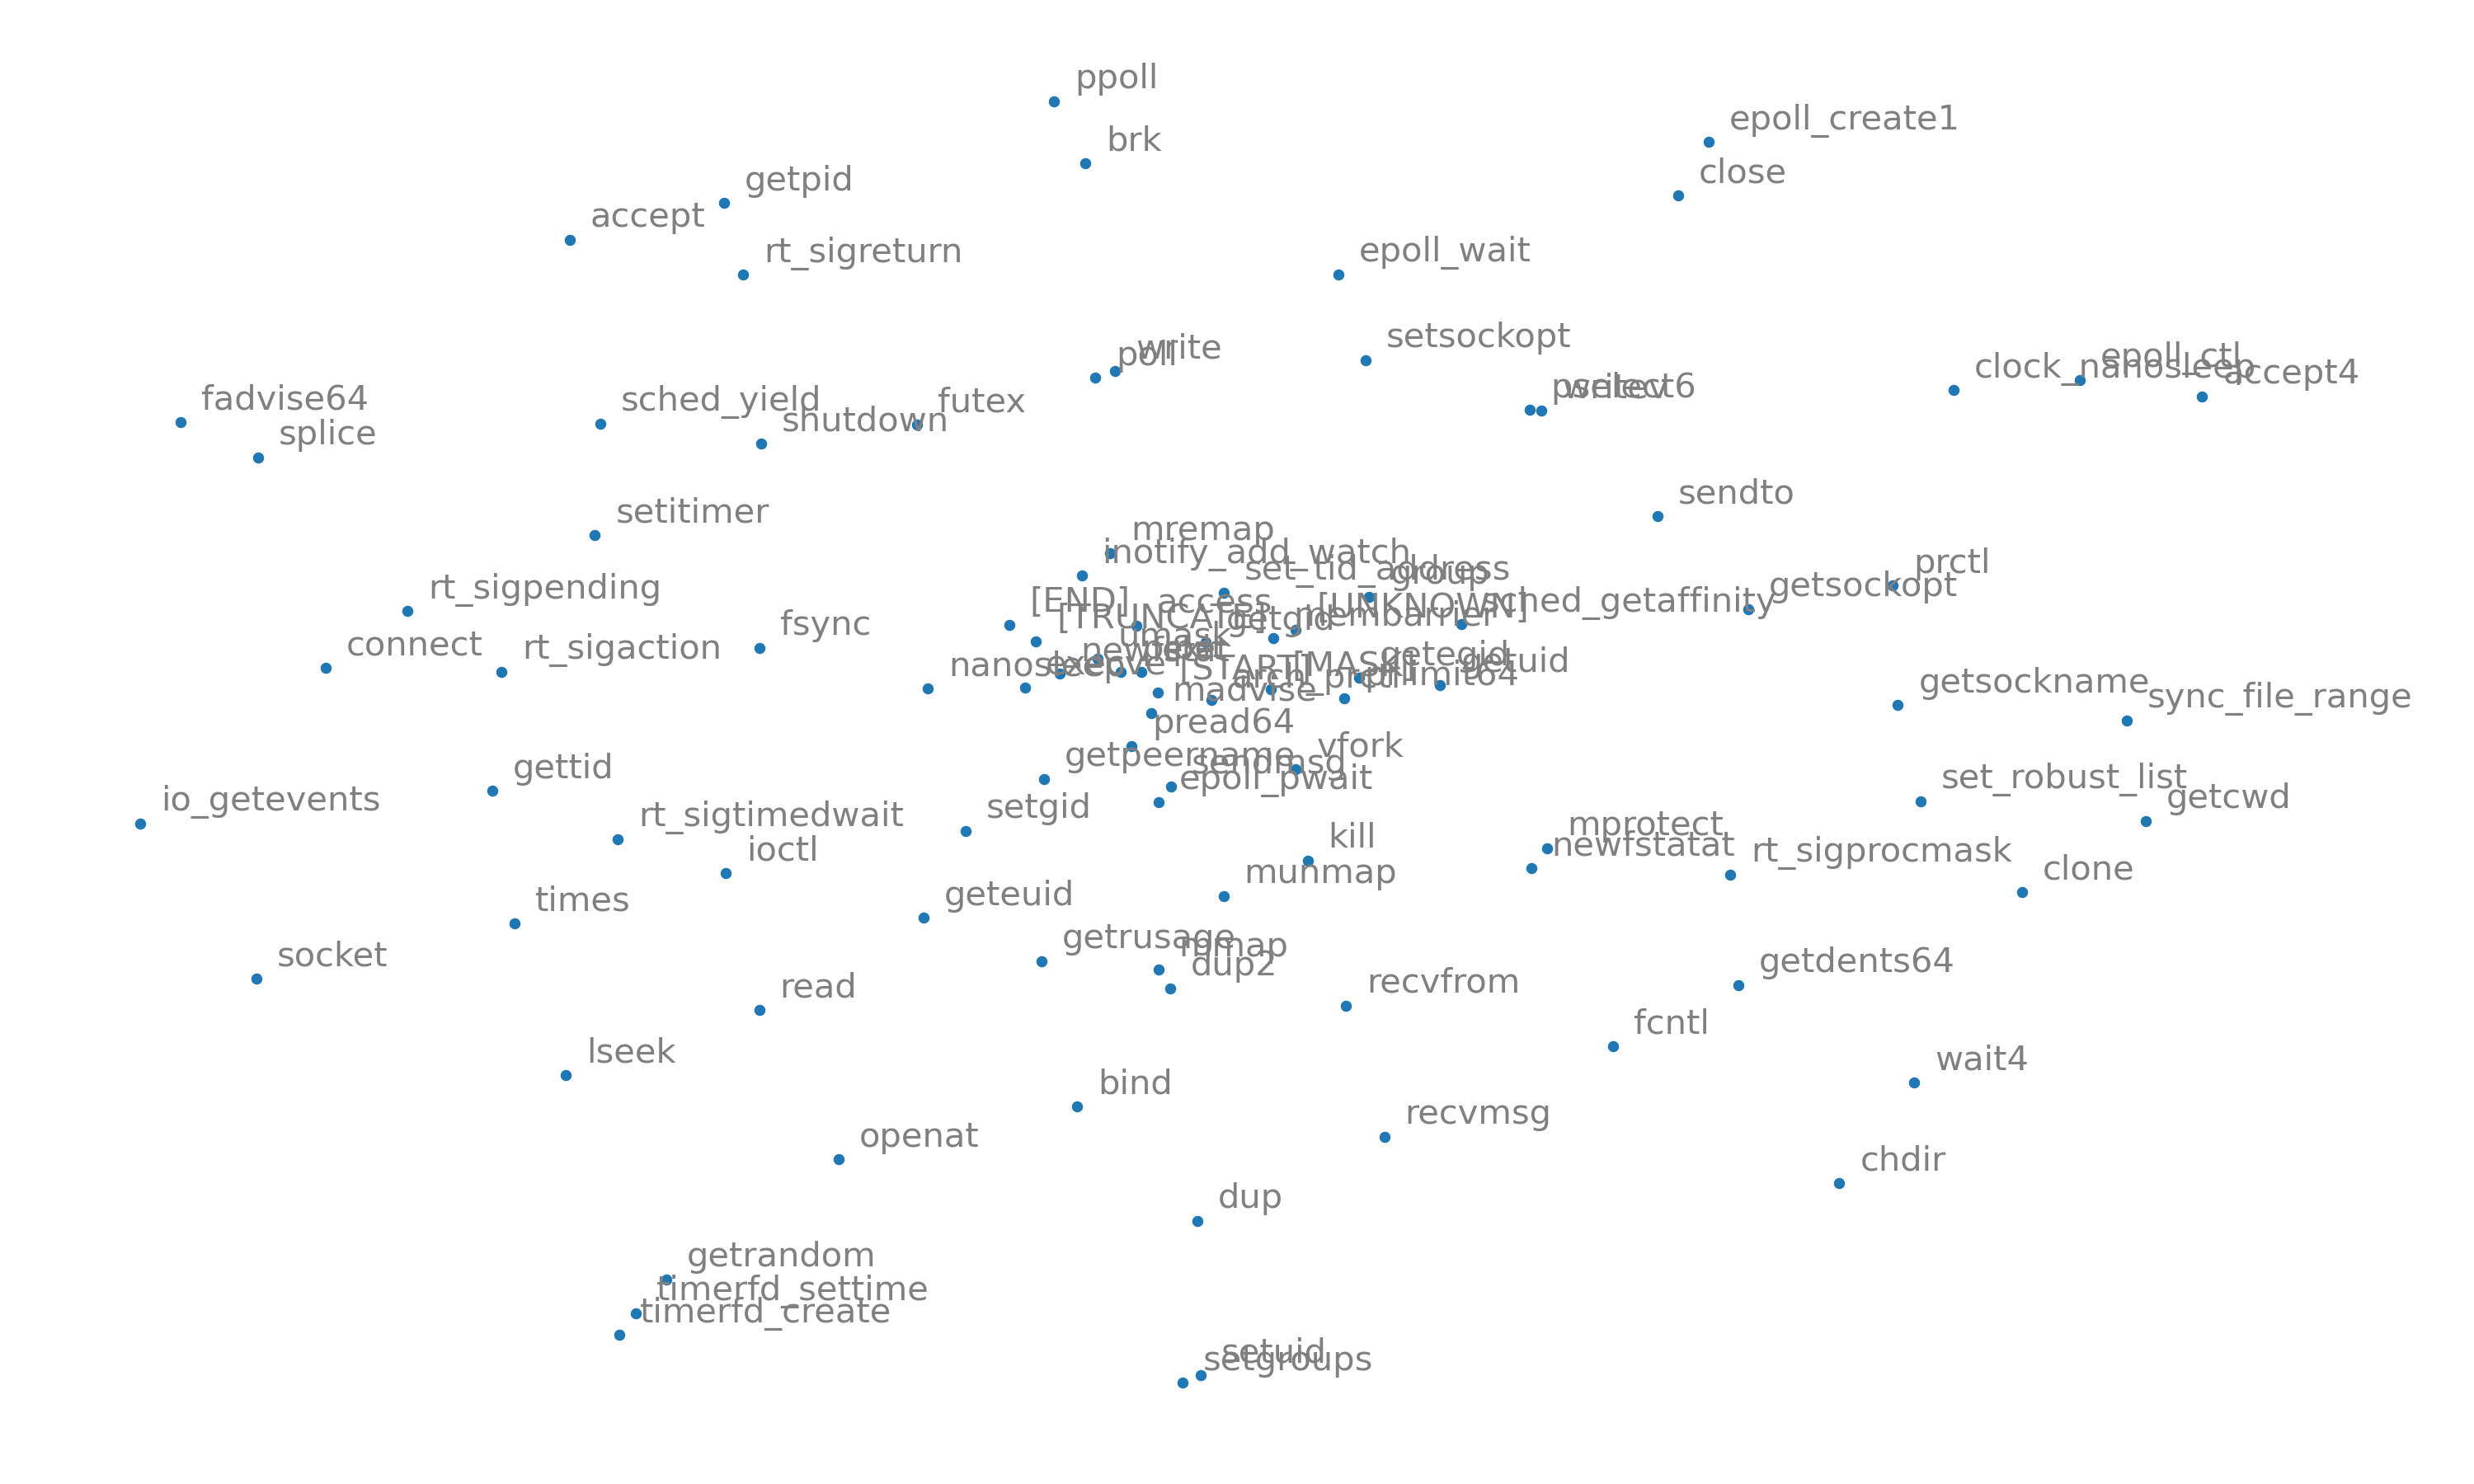 ppoll
epoll_create1
brk
close
getpid
accept
rt_sigreturn
epoll_wait
setsockopt
write
poll
epoll_ctl
clock_nanosleep
accept4
pselect6
writev
fadvise64
sched_yield
futex
shutdown
splice
sendto
setitimer
mremap
inotify_add_watch
set_tid_address
group
prctl
getsockopt
rt_sigpending
[END]
access
[UNKNOWN]
sched_getaffinity
[TRUNCATE]
getgid
membarrier
fsync
umask
connect
rt_sigaction
nanosleep
execve
[START]
[MASK]
getegid
getuid
arch_prctl
prlimit64
madvise
getsockname
sync_file_range
pread64
getpeername
vfork
sendmsg
epoll_pwait
gettid
set_robust_list
getcwd
io_getevents
rt_sigtimedwait
setgid
kill
mprotect
newfstatat
rt_sigprocmask
ioctl
munmap
clone
times
geteuid
getrusage
mmap
dup2
socket
getdents64
read
recvfrom
fcntl
lseek
wait4
bind
recvmsg
openat
chdir
dup
getrandom
timerfd_settime
timerfd_create
setuid
setgroups